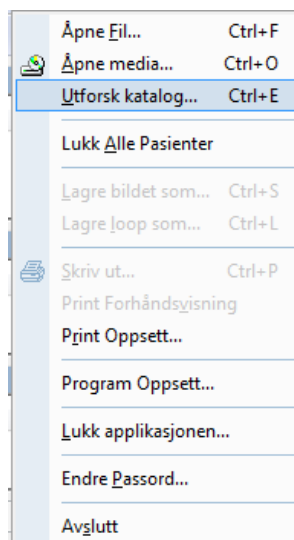 Åpne Fil... Ctrl+F
Åpne media... Ctrl+O
Utforsk katalog... Ctrl+E
Lukk Alle Pasienter
Lagre bildet som... Ctrl+S
Lagre loop som... Ctrl+L
Skriv ut... Ctrl+P
Print Forhåndsvisning
Print Oppsett...
Program Oppsett...
Lukk applikasjonen...
Endre Passord...
Avslutt